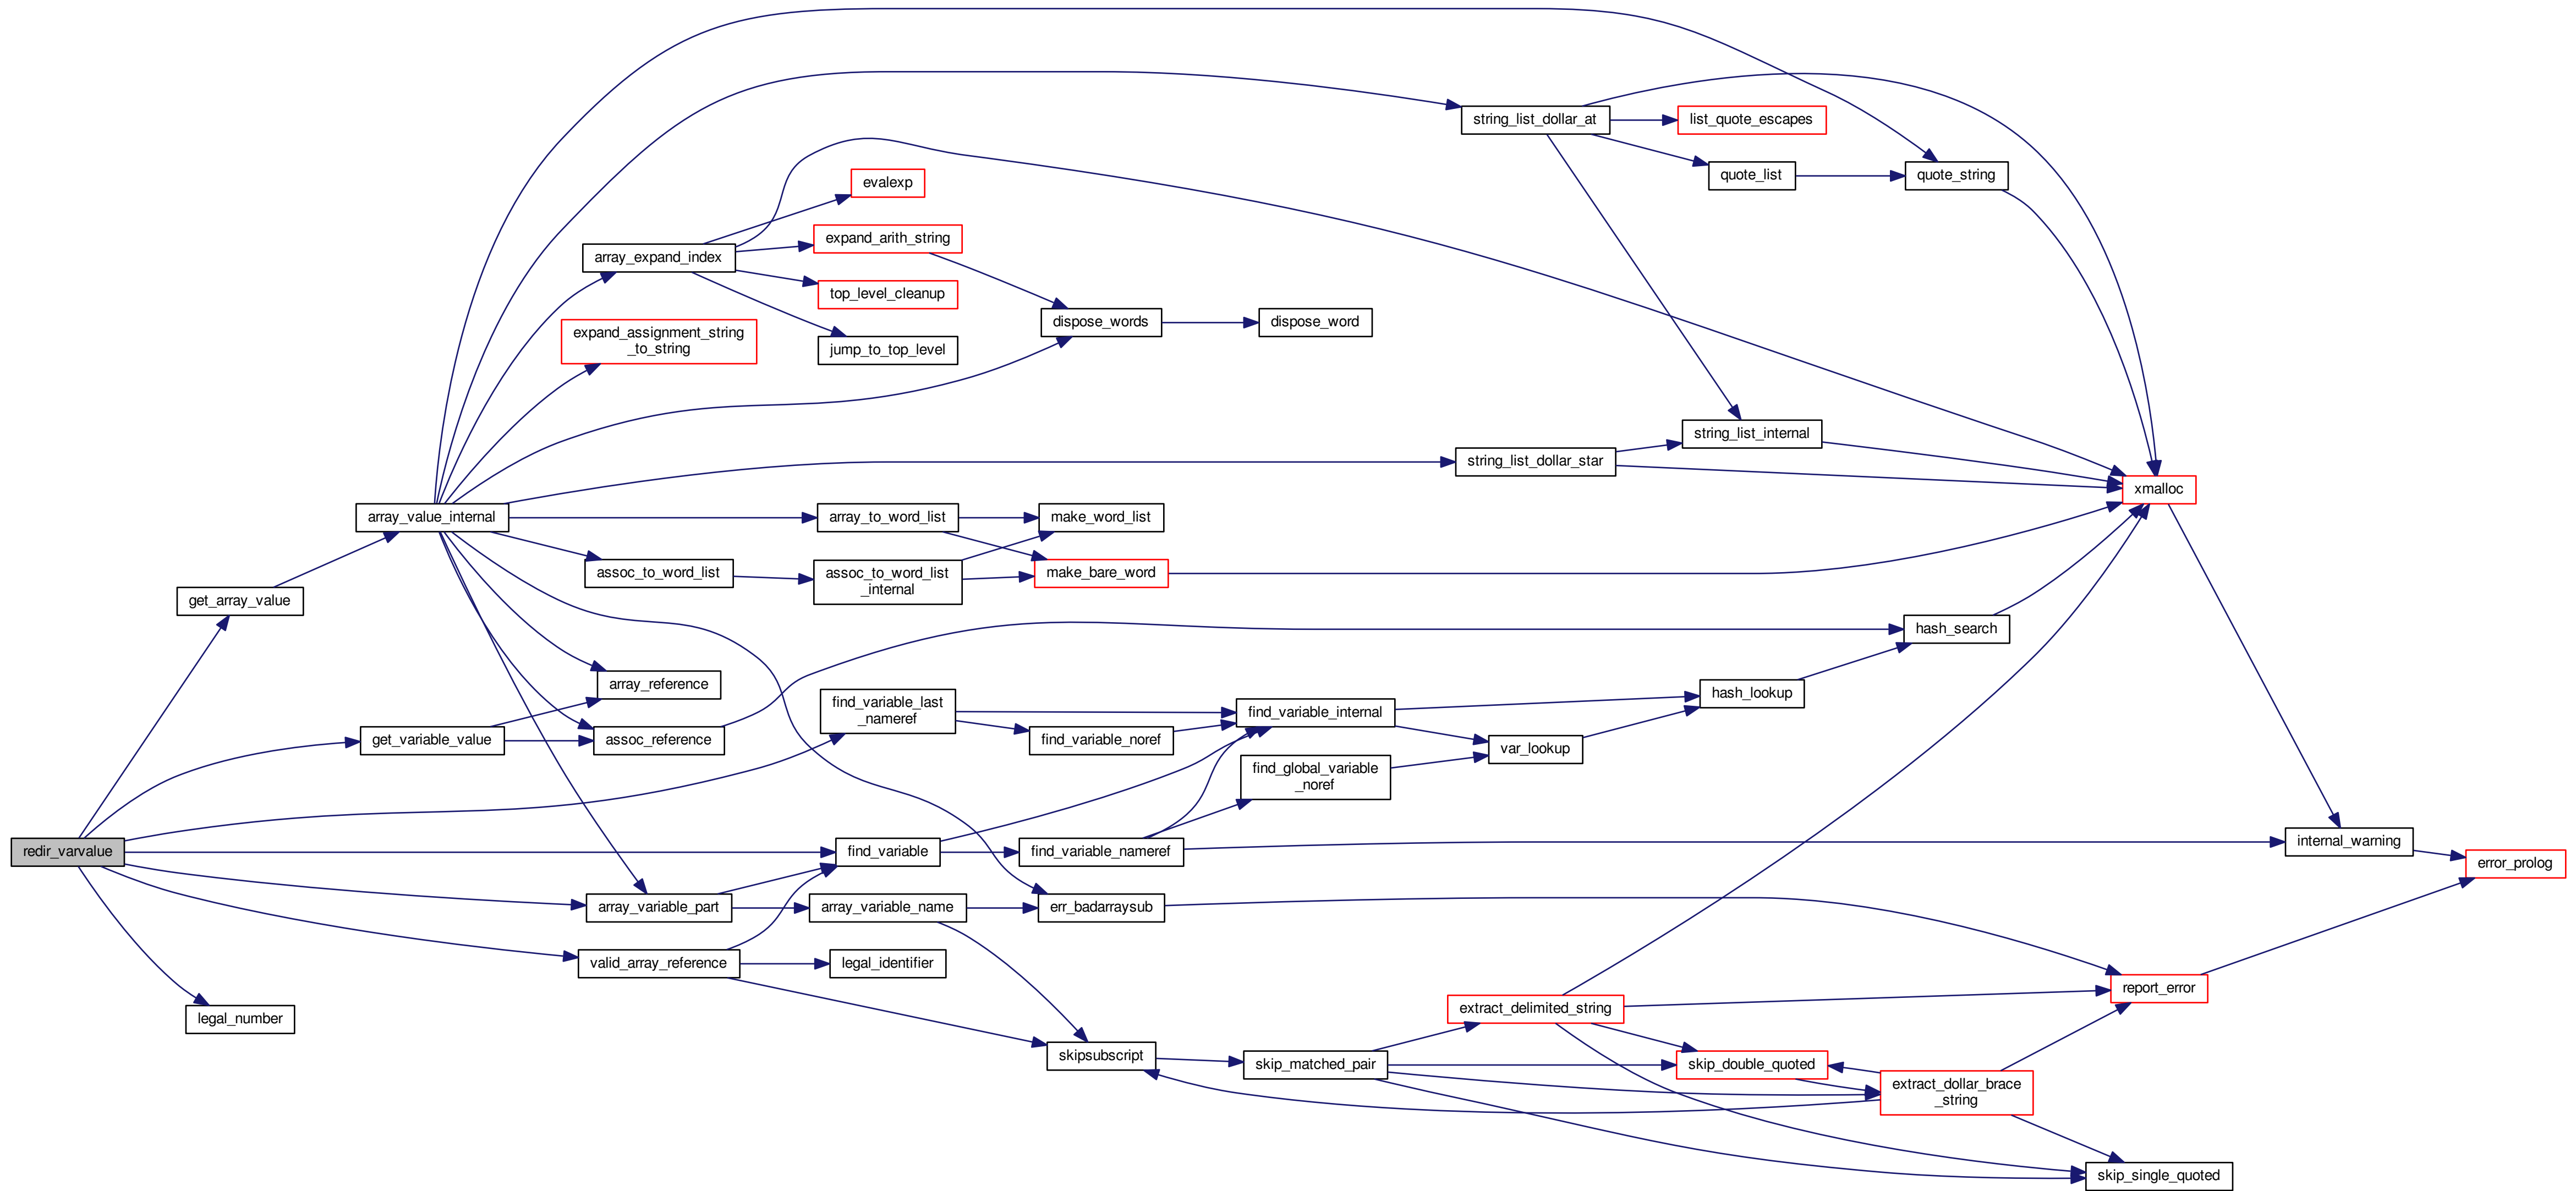 string_list_dollar_at
list_quote_escapes
quote_list
quote_string
evalexp
expand_arith_string
array_expand_index
top_level_cleanup
dispose_words
dispose_word
expand_assignment_string
_to_string
jump_to_top_level
string_list_internal
string_list_dollar_star
xmalloc
array_value_internal
array_to_word_list
make_word_list
assoc_to_word_list
assoc_to_word_list
_internal
make_bare_word
get_array_value
hash_search
array_reference
find_variable_last
_nameref
hash_lookup
find_variable_internal
get_variable_value
assoc_reference
find_variable_noref
var_lookup
find_global_variable
_noref
redir_varvalue
find_variable
find_variable_nameref
internal_warning
error_prolog
array_variable_part
array_variable_name
err_badarraysub
valid_array_reference
legal_identifier
report_error
legal_number
extract_delimited_string
skipsubscript
skip_matched_pair
skip_double_quoted
extract_dollar_brace
_string
skip_single_quoted